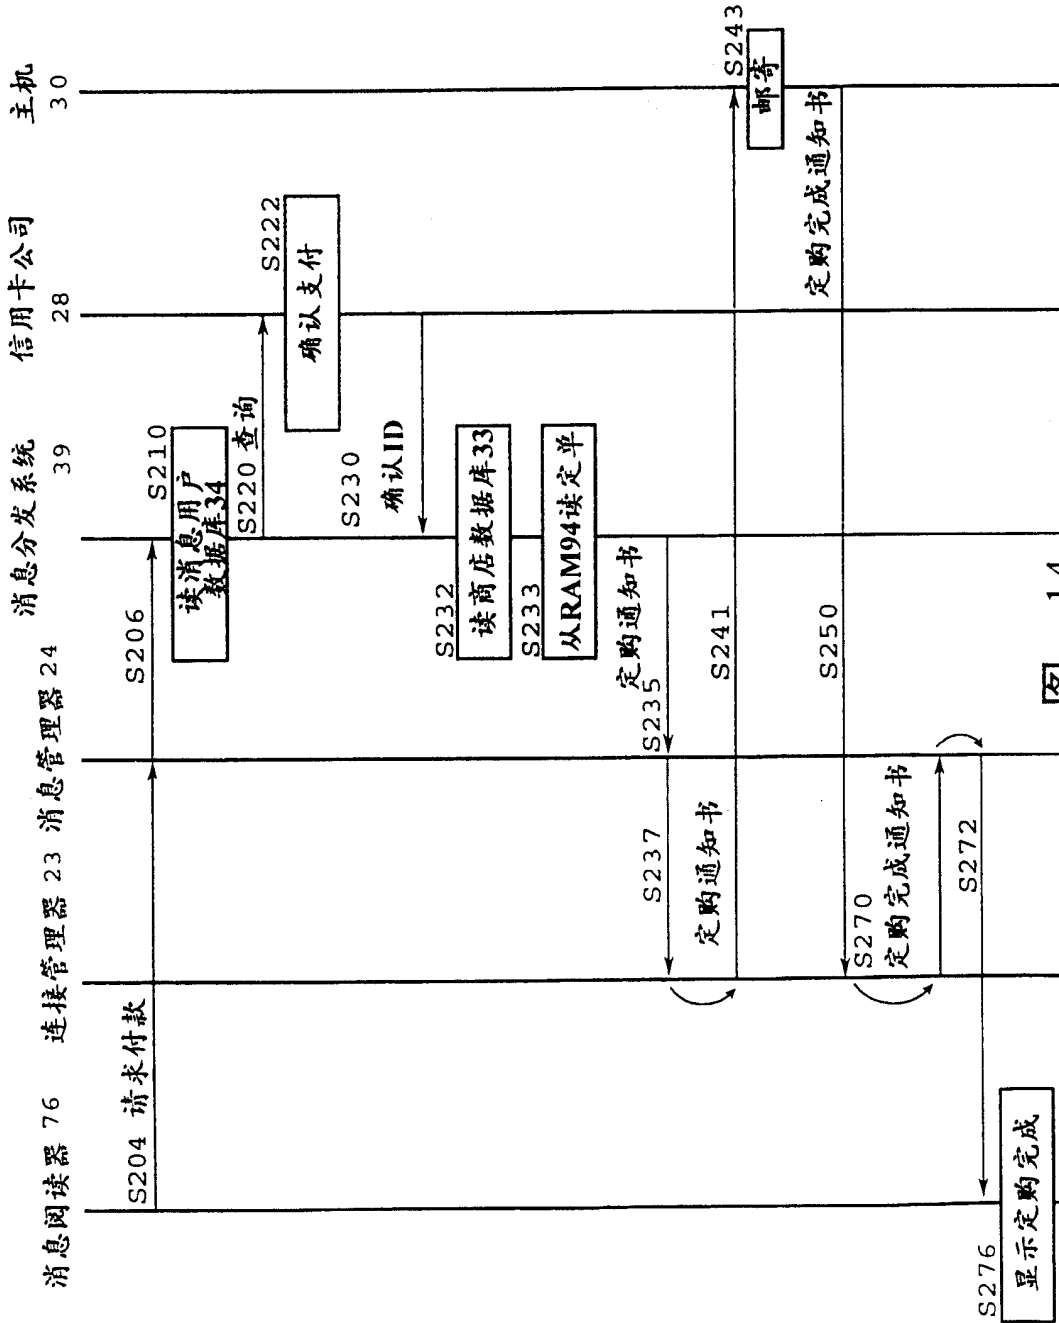 消息阅读器 76
连接管理器 23
消息管理器 24
消息分发系统
39
信用卡公司
28
主机
30
S204 请求付款
S206
S210
读消息用户
数据库34
S220 查询
S222
确认支付
S230
确认ID
S232
读商店数据库33
S233
从RAM94读定单
定购通知书
S235
S237
定购通知书
S241
S243
邮寄
定购完成通知书
S250
S270
定购完成通知书
S272
S276
显示定购完成
图 14